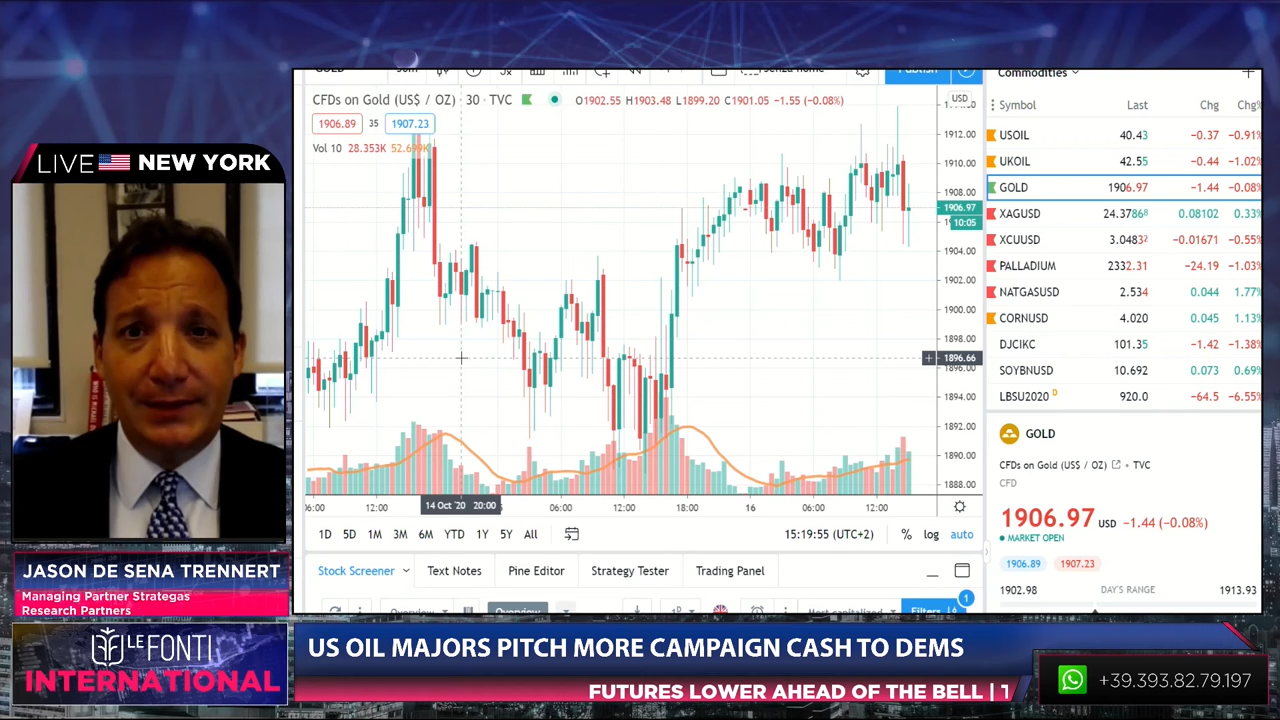 Commodities
CFDs on Gold (US$ / OZ) 30 TVC O1902.55 H1903.48 L1899.20 C1901.05 −1.55 (−0.08%)
1906.89 35 1907.23
Vol 10 28.353K 52.699K
USD
1912.00
1910.00
1908.00
1906.97
10:05
1904.00
1902.00
1900.00
1898.00
1896.66
1896.00
1894.00
1892.00
1890.00
1888.00
12:00
14 Oct '20 20:00
06:00
12:00
18:00
16
06:00
12:00
1D 5D 1M 3M 6M YTD 1Y 5Y All
15:19:55 (UTC+2) % log auto
Stock Screener Text Notes Pine Editor Strategy Tester Trading Panel
Overview
Filters
1
Symbol Last Chg Chg%
USOIL 40.43 −0.37 −0.91%
UKOIL 42.55 −0.44 −1.02%
GOLD 1906.97 −1.44 −0.08%
XAGUSD 24.3786⁸ 0.08102 0.33%
XCUUSD 3.0483² −0.01671 −0.55%
PALLADIUM 2332.31 −24.19 −1.03%
NATGASUSD 2.534 0.044 1.77%
CORNUSD 4.020 0.045 1.13%
DJCIKC 101.35 −1.42 −1.38%
SOYBNUSD 10.692 0.073 0.69%
LBSU2020 D 920.0 −64.5 −6.55%
GOLD
CFDs on Gold (US$ / OZ) • TVC
CFD
1906.97 USD −1.44 (−0.08%)
MARKET OPEN
1906.89 1907.23
1902.98 DAY'S RANGE 1913.93
LIVE NEW YORK
JASON DE SENA TRENNERT
Managing Partner Strategas
Research Partners
LE FONTI
INTERNATIONAL
US OIL MAJORS PITCH MORE CAMPAIGN CASH TO DEMS
FUTURES LOWER AHEAD OF THE BELL | 1
+39.393.82.79.197